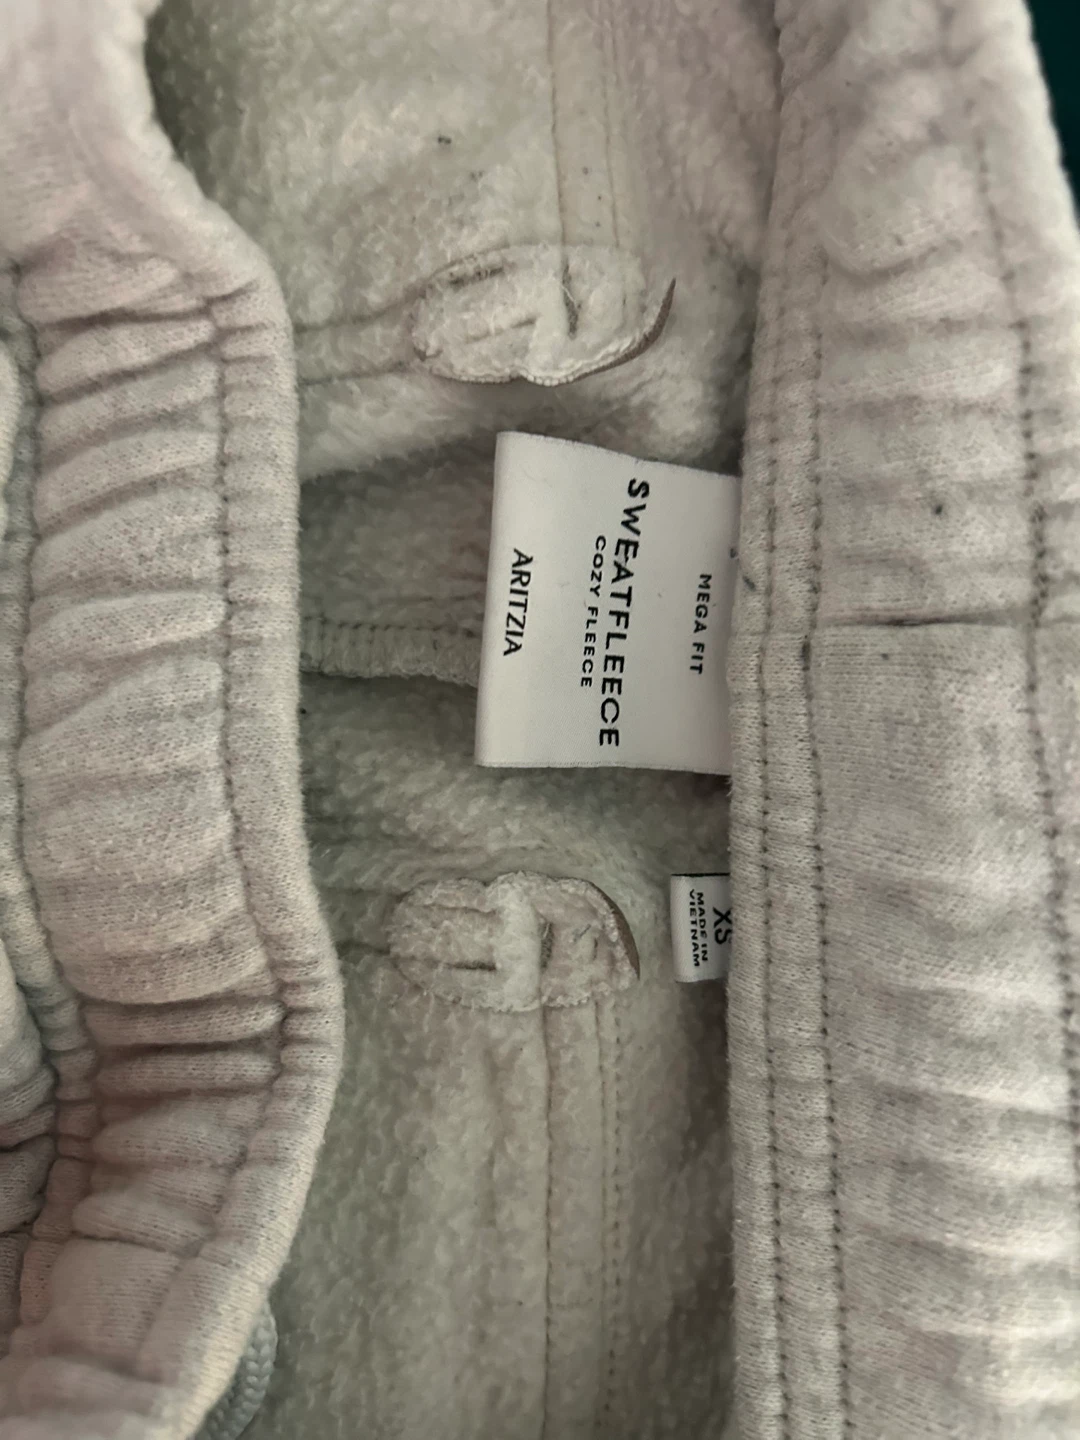 MEGA FIT
SWEATFLEECE
COZY FLEECE
ARITZIA
XS
MADE IN
VIETNAM